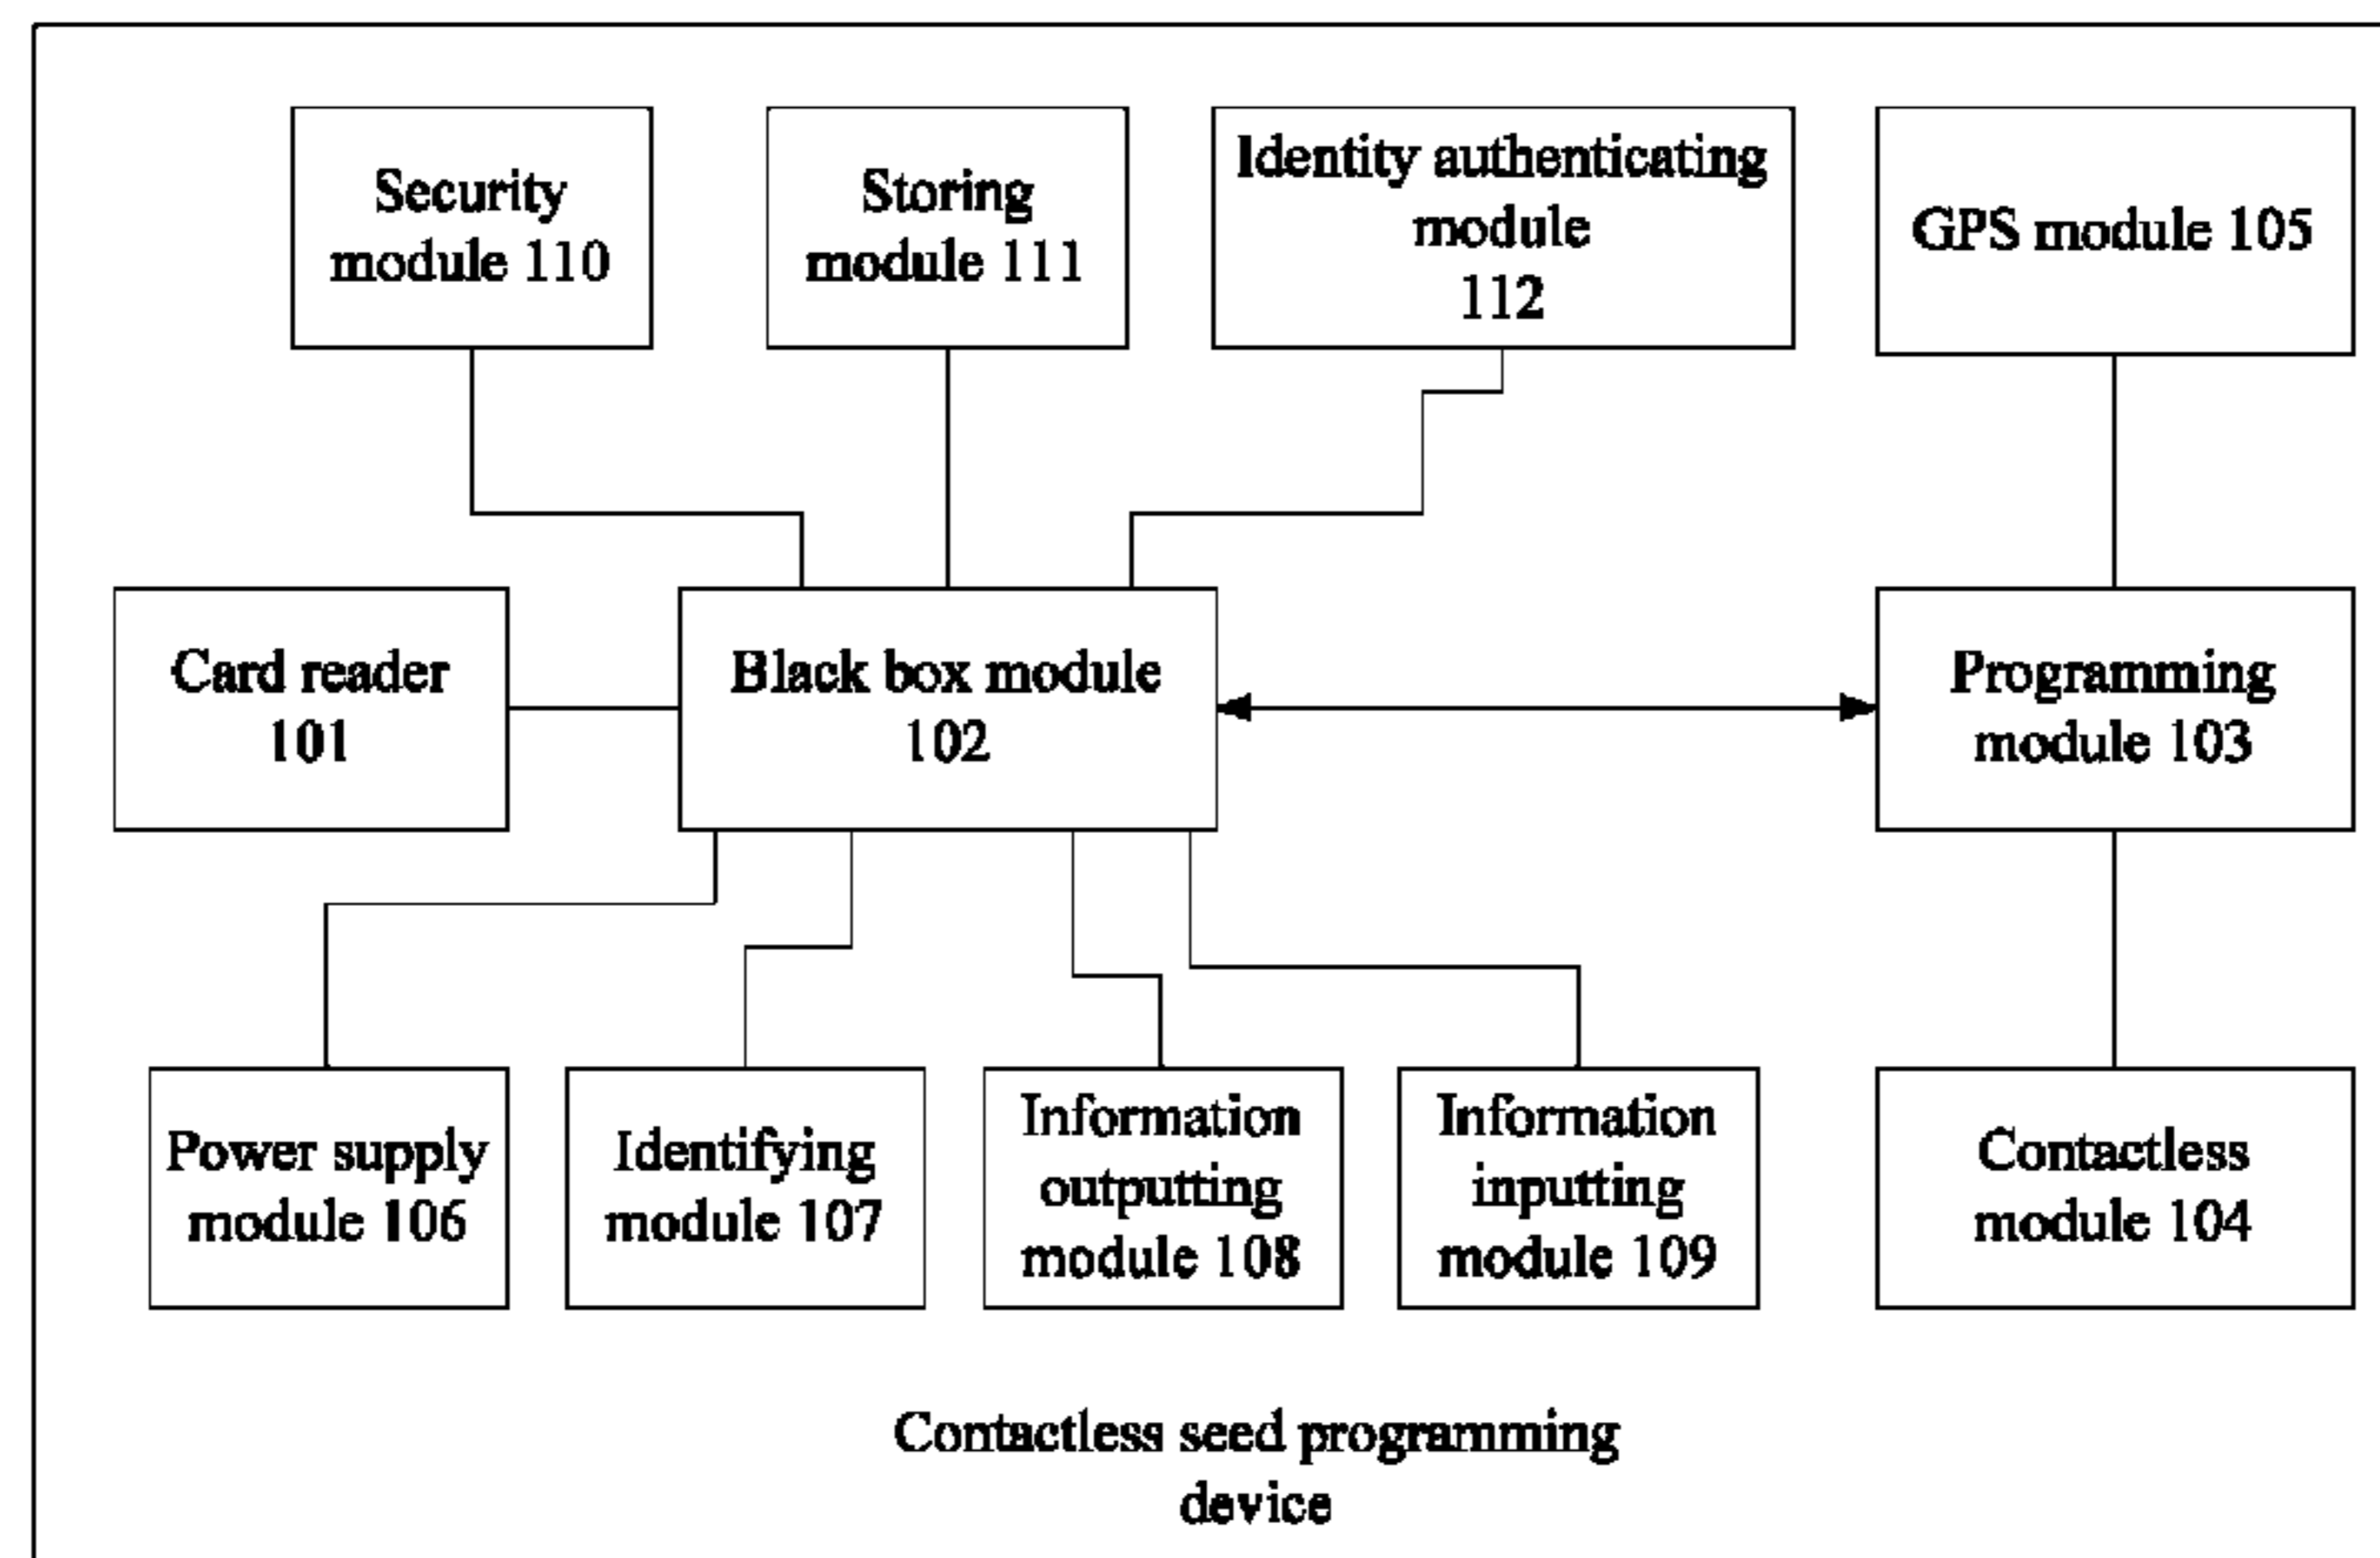 Security
module 110
Storing
module 111
Identity authenticating
module
112
GPS module 105
Card reader
101
Black box module
102
Programming
module 103
Power supply
module 106
Identifying
module 107
Information
outputting
module 108
Information
inputting
module 109
Contactless
module 104
Contactless seed programming
device